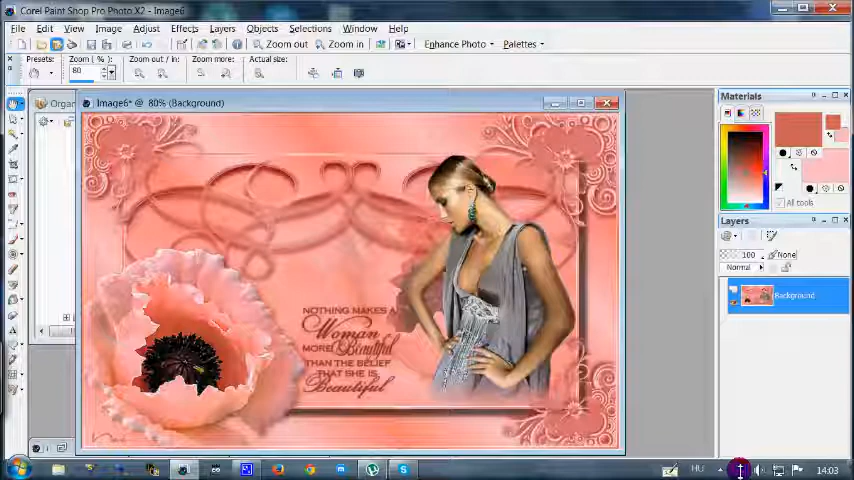 Corel Paint Shop Pro Photo X2 - Image6
File Edit View Image Adjust Effects Layers Objects Selections Window Help
Zoom out Zoom in Enhance Photo Palettes
Presets: Zoom ( % ): Zoom out / in: Zoom more: Actual size:
80
Organ
Image6* @ 80% (Background)
NOTHING MAKES A
Woman
MORE Beautiful
THAN THE BELIEF
THAT SHE IS
Beautiful
Materials
All tools
Layers
100 None
Normal
Background
HU 14:03